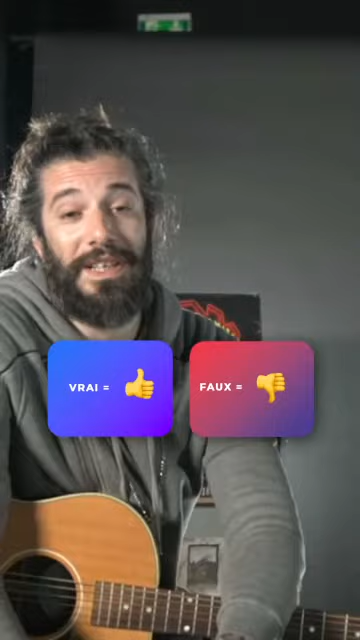 VRAI =
FAUX =